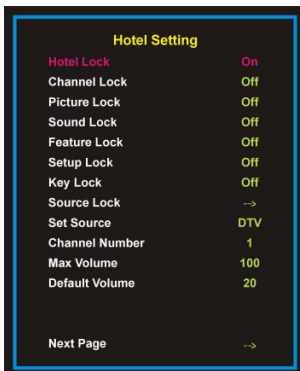 Hotel Setting
Hotel Lock On
Channel Lock Off
Picture Lock Off
Sound Lock Off
Feature Lock Off
Setup Lock Off
Key Lock Off
Source Lock -->
Set Source DTV
Channel Number 1
Max Volume 100
Default Volume 20
Next Page -->